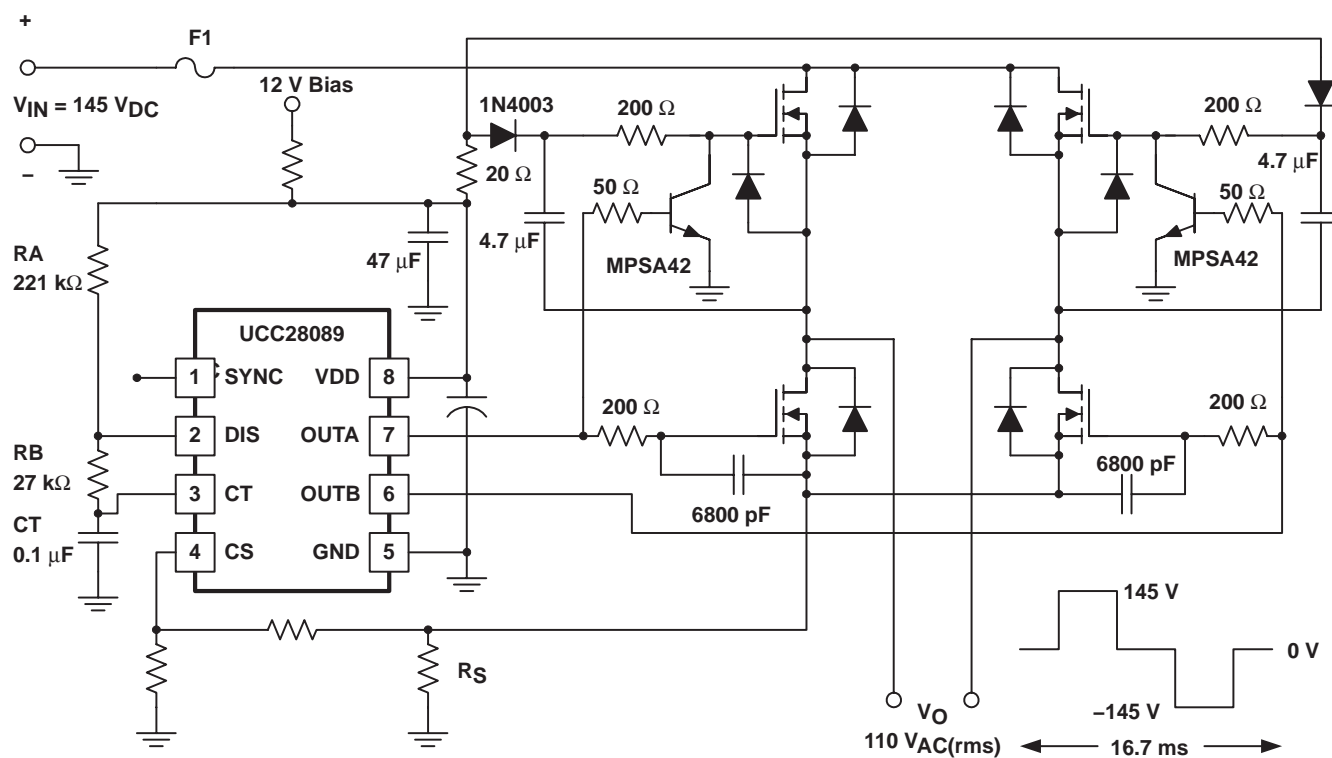 +
F1
12 V Bias
VIN = 145 VDC
–
1N4003
200 Ω
200 Ω
20 Ω
4.7 μF
50 Ω
50 Ω
4.7 μF
47 μF
MPSA42
MPSA42
RA
221 kΩ
UCC28089
1 SYNC VDD 8
2 DIS OUTA 7
3 CT OUTB 6
4 CS GND 5
RB
27 kΩ
CT
0.1 μF
200 Ω
200 Ω
6800 pF
6800 pF
RS
VO
110 VAC(rms)
145 V
0 V
–145 V
16.7 ms